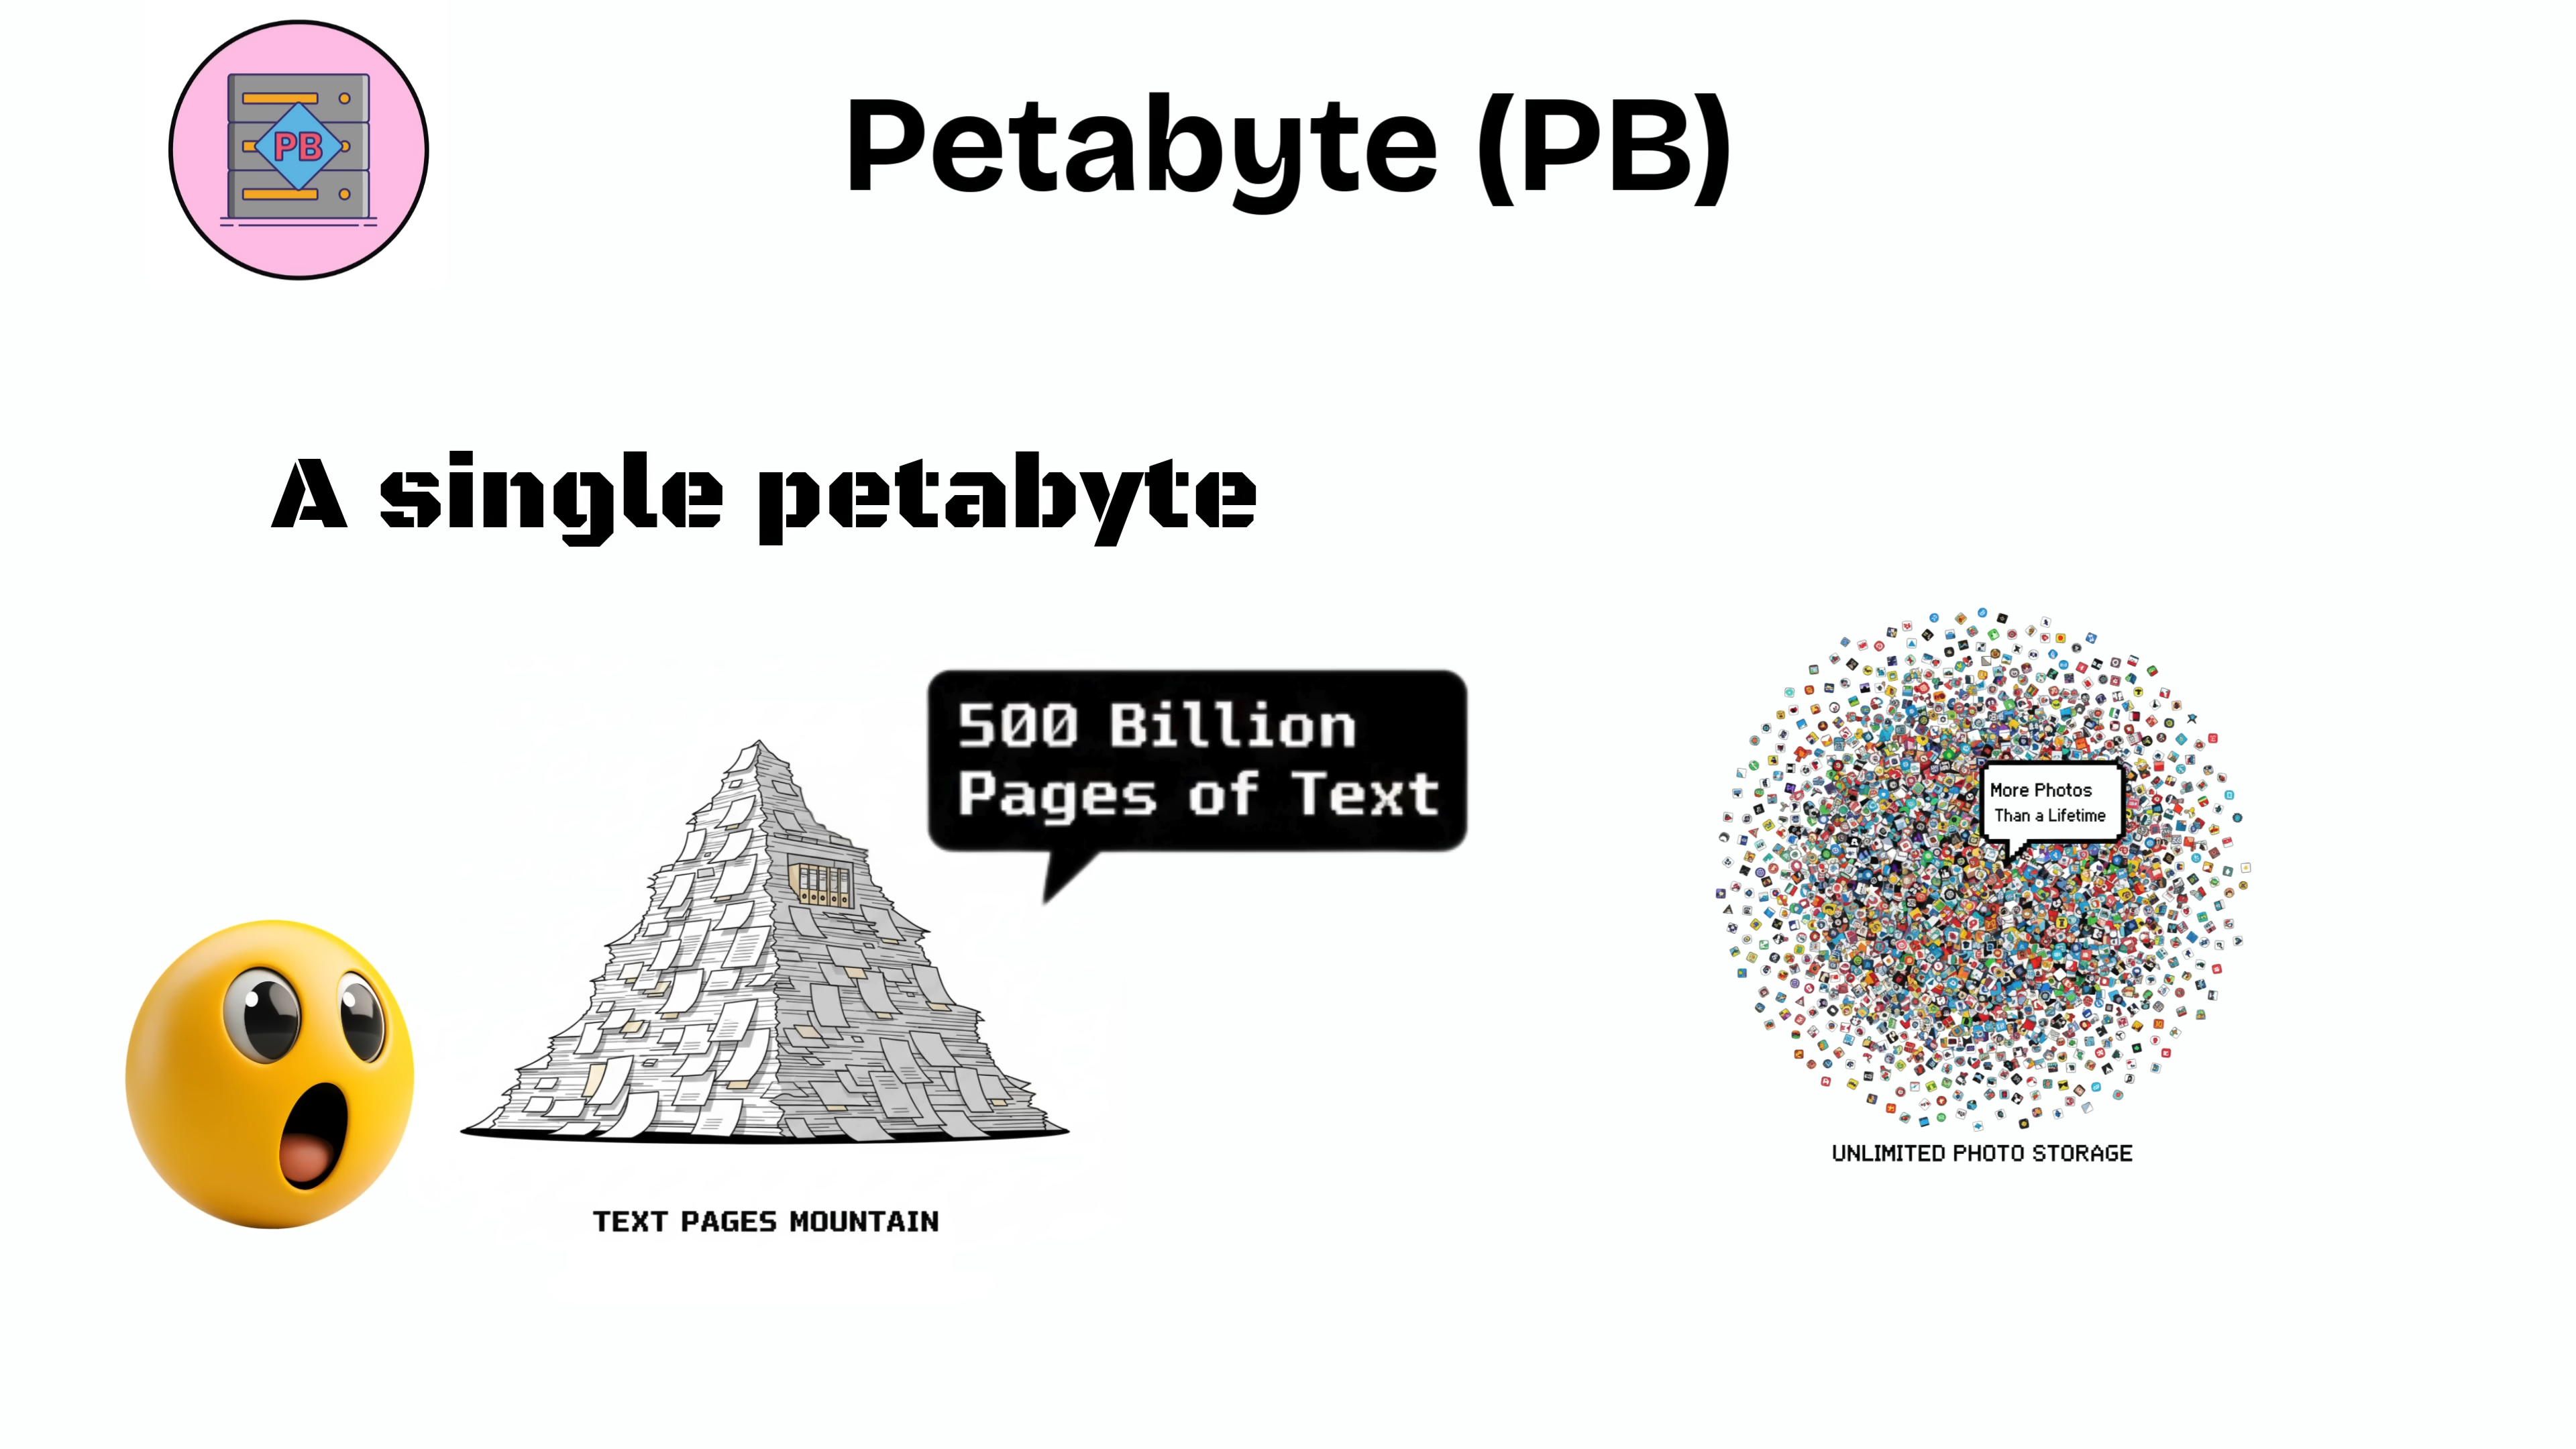 PB
Petabyte (PB)
A single petabyte
500 Billion
Pages of Text
TEXT PAGES MOUNTAIN
More Photos
Than a Lifetime
UNLIMITED PHOTO STORAGE